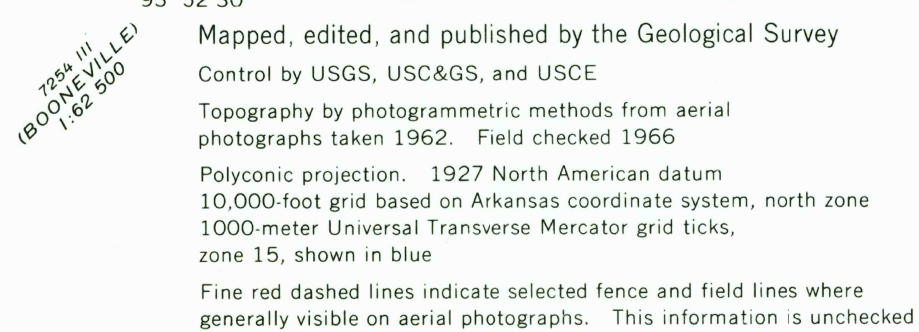 7254 III
(BOONEVILLE)
1:62 500
Mapped, edited, and published by the Geological Survey
Control by USGS, USC&GS, and USCE
Topography by photogrammetric methods from aerial
photographs taken 1962. Field checked 1966
Polyconic projection. 1927 North American datum
10,000-foot grid based on Arkansas coordinate system, north zone
1000-meter Universal Transverse Mercator grid ticks,
zone 15, shown in blue
Fine red dashed lines indicate selected fence and field lines where
generally visible on aerial photographs. This information is unchecked